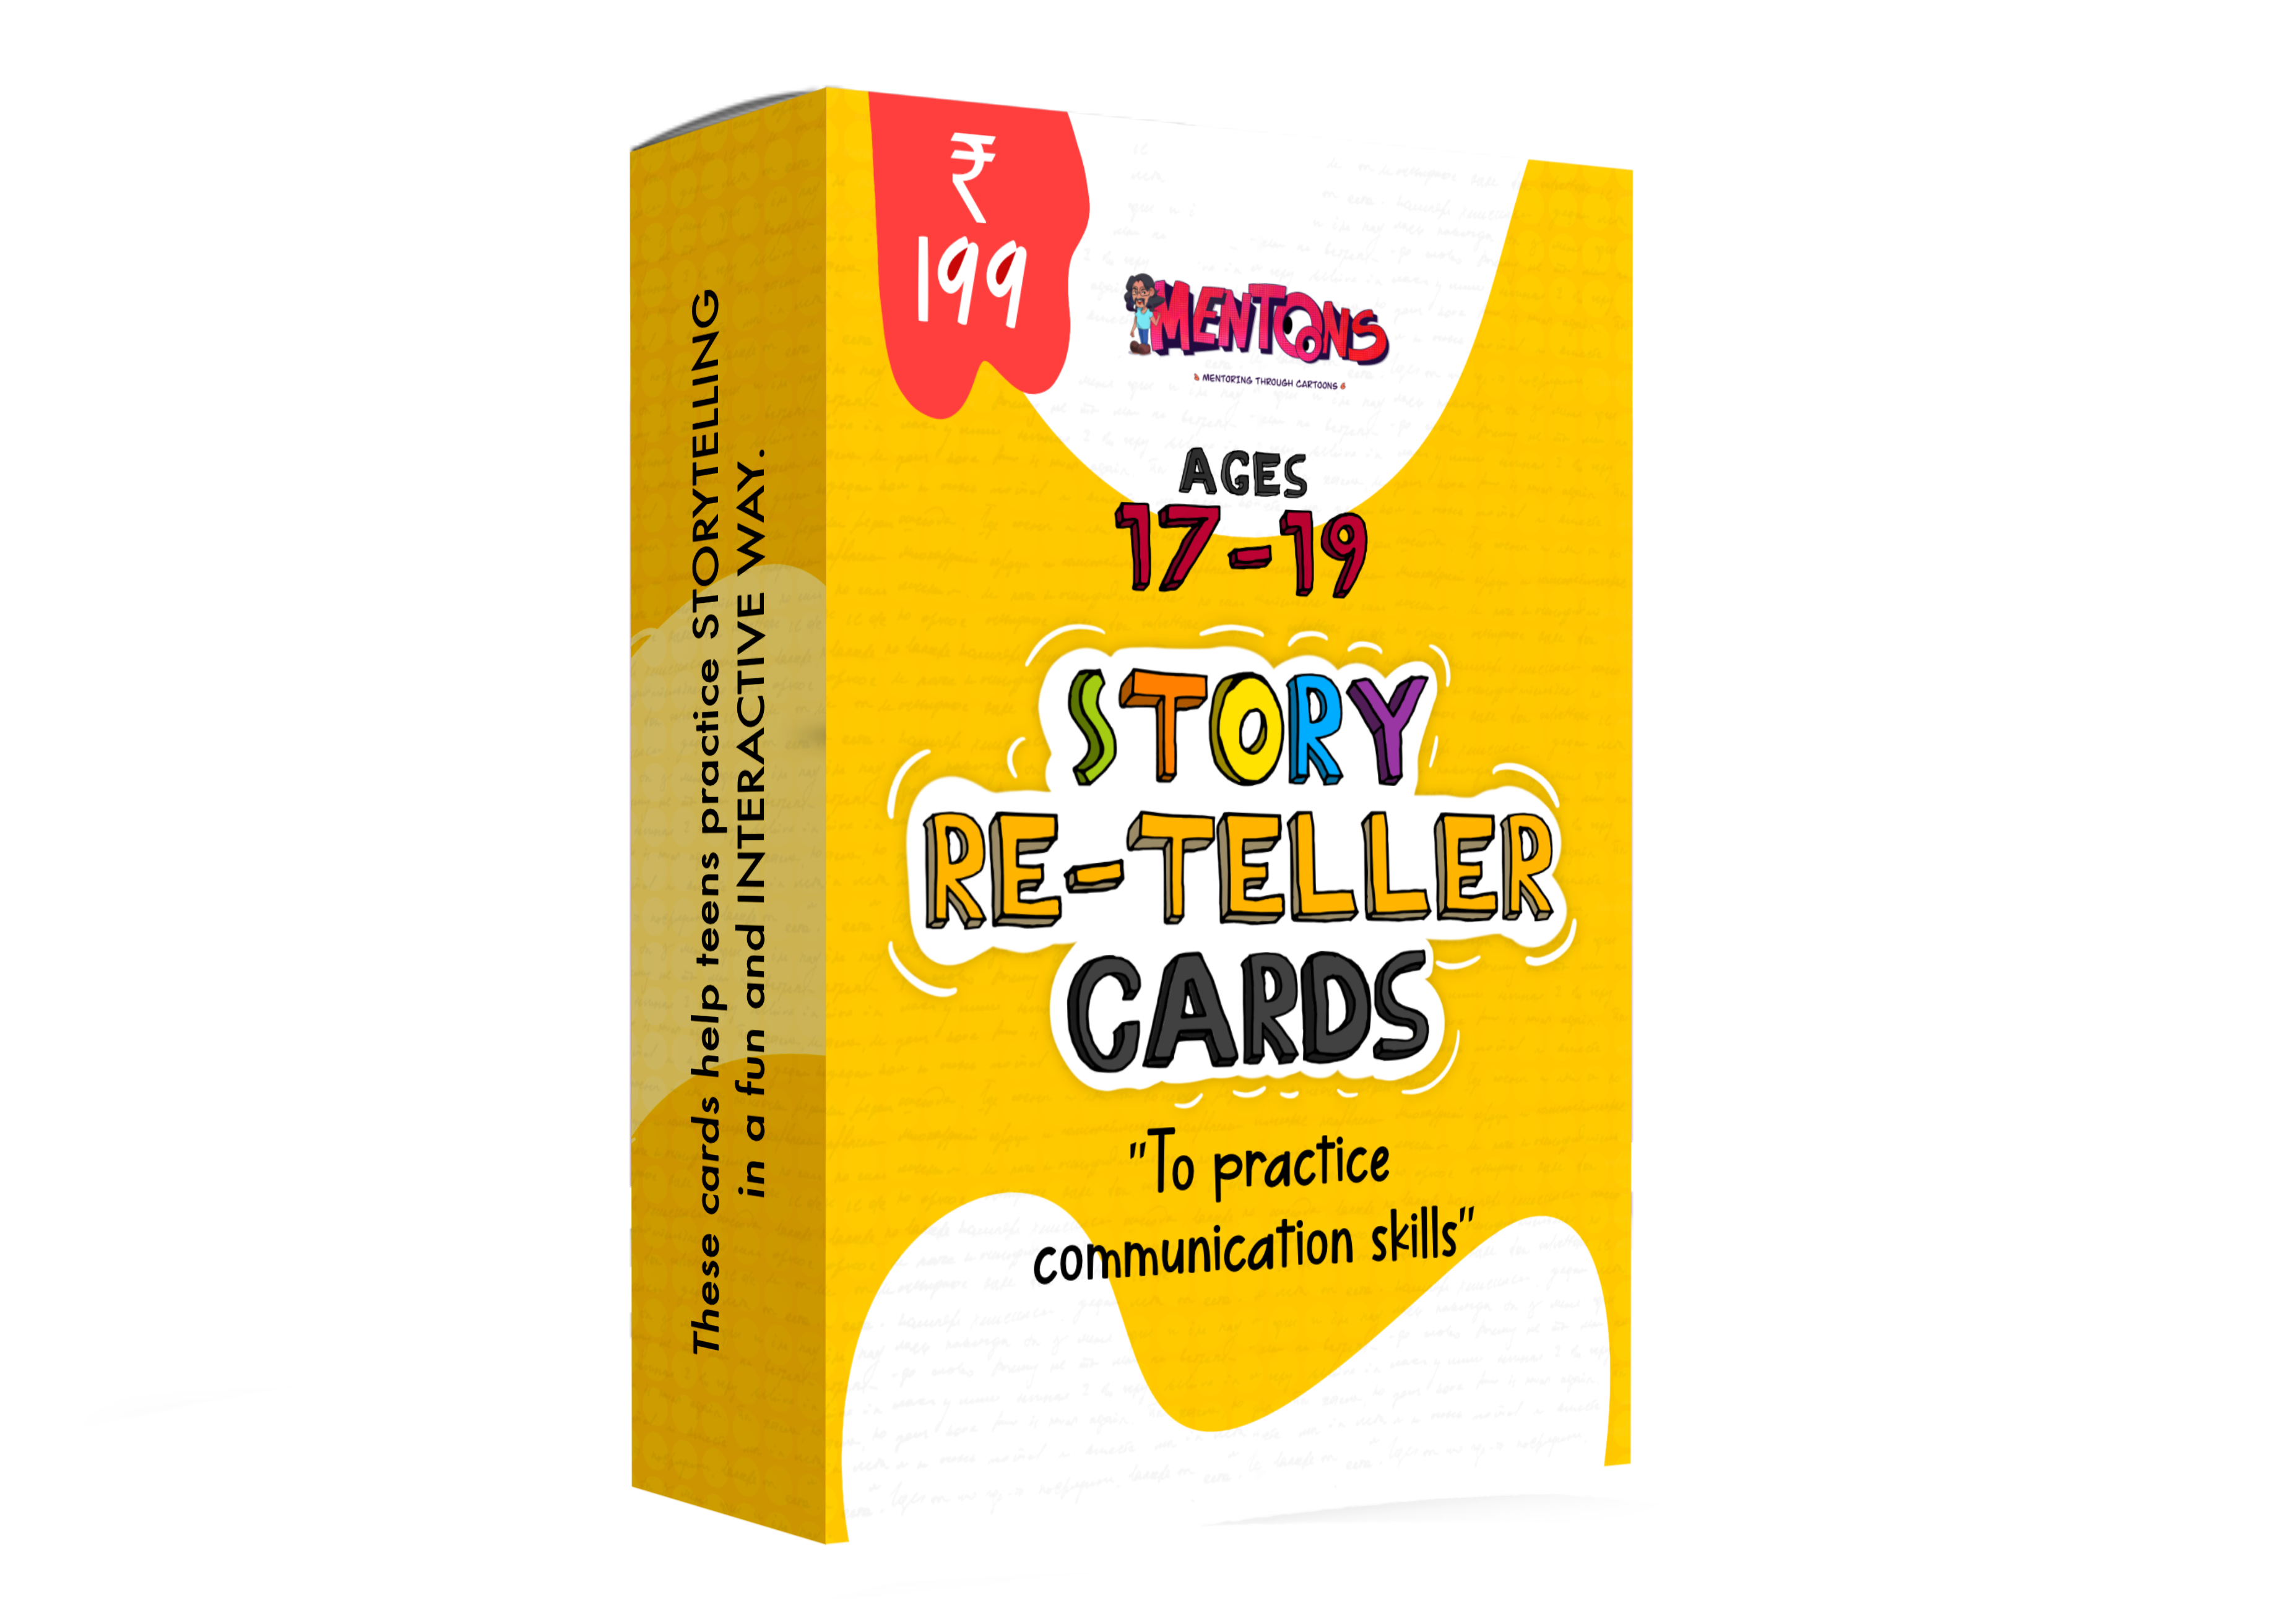 ₹
199
MENTOONS
MENTORING THROUGH CARTOONS
AGES
17-19
STORY
RE-TELLER
CARDS
"To practice
communication skills"
These cards help teens practice STORYTELLING
in a fun and INTERACTIVE WAY.